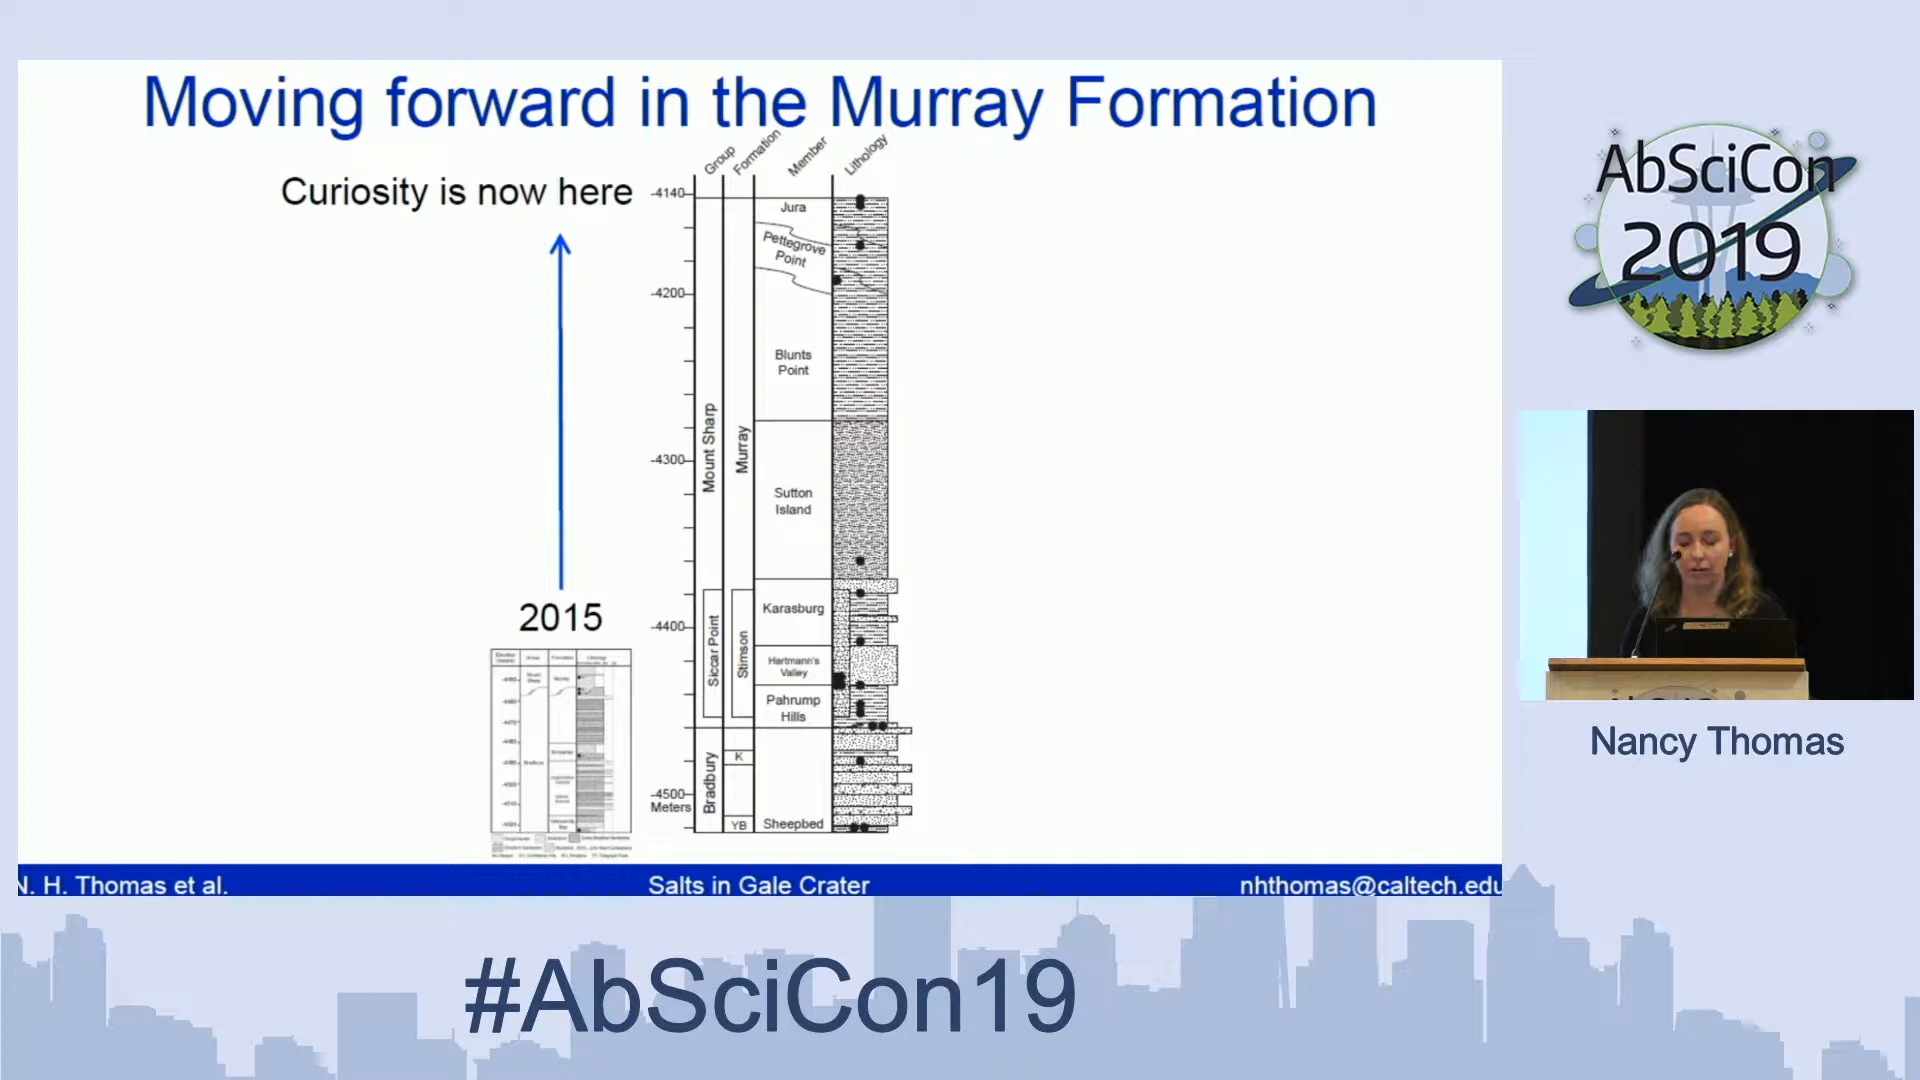 Moving forward in the Murray Formation
Curiosity is now here
2015
Group
Formation
Member
Lithology
-4140
-4200
-4300
-4400
-4500
Meters
Mount Sharp
Siccar Point
Bradbury
Murray
Stimson
K
YB
Jura
Pettegrove
Point
Blunts
Point
Sutton
Island
Karasburg
Hartmann's
Valley
Pahrump
Hills
Sheepbed
N. H. Thomas et al.
Salts in Gale Crater
nhthomas@caltech.edu
AbSciCon
2019
Nancy Thomas
#AbSciCon19